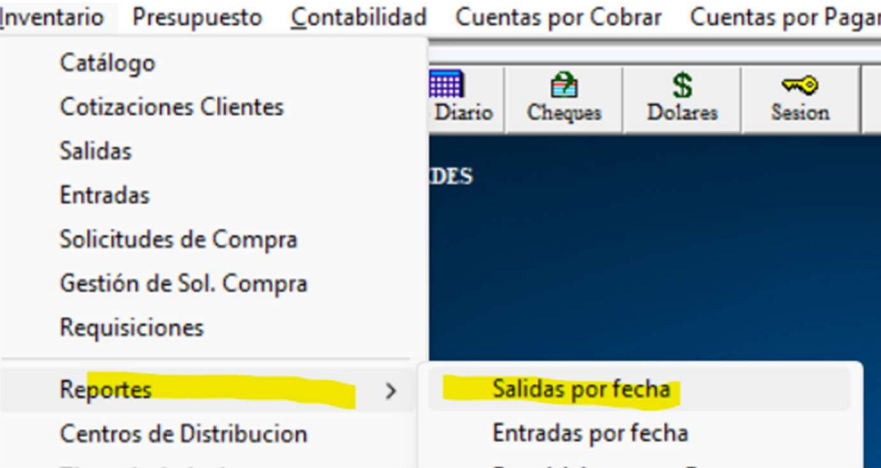 Inventario Presupuesto Contabilidad Cuentas por Cobrar Cuentas por Pagar
Diario Cheques Dolares Sesion
DES
Catálogo
Cotizaciones Clientes
Salidas
Entradas
Solicitudes de Compra
Gestión de Sol. Compra
Requisiciones
Reportes >
Centros de Distribucion
Salidas por fecha
Entradas por fecha